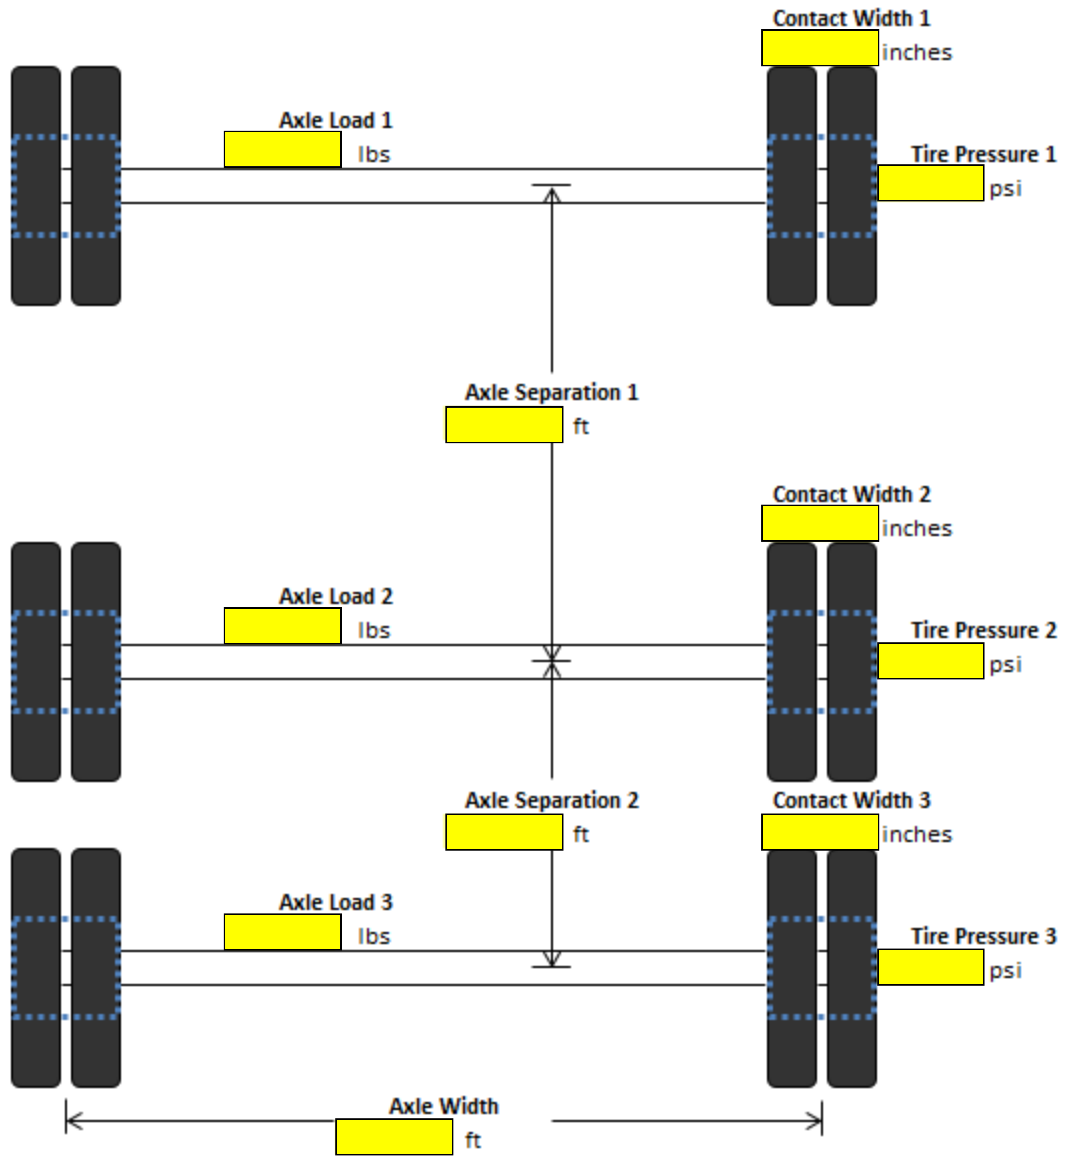 Contact Width 1
inches
Axle Load 1
lbs
Tire Pressure 1
psi
Axle Separation 1
ft
Contact Width 2
inches
Axle Load 2
lbs
Tire Pressure 2
psi
Axle Separation 2
ft
Contact Width 3
inches
Axle Load 3
lbs
Tire Pressure 3
psi
Axle Width
ft